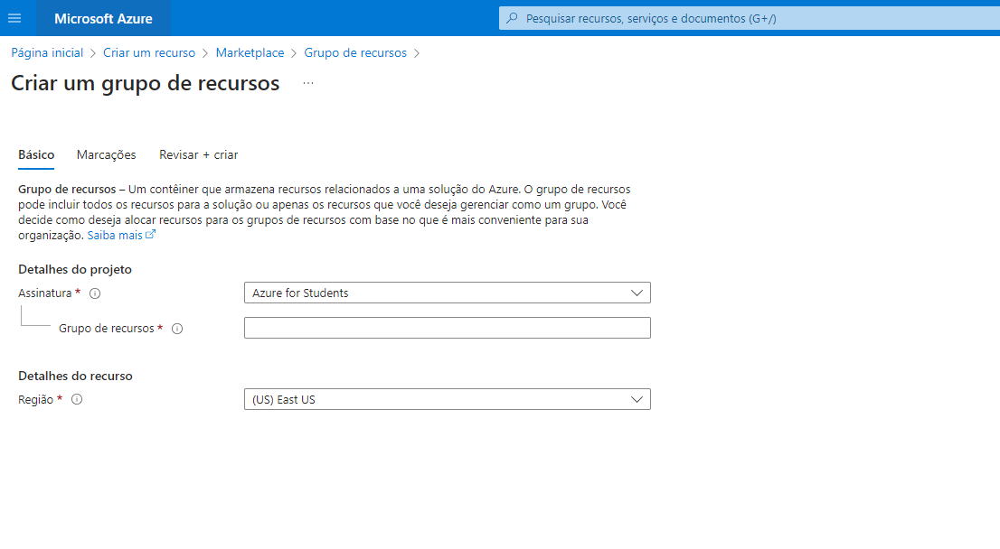 Microsoft Azure
Pesquisar recursos, serviços e documentos (G+/)
Página inicial > Criar um recurso > Marketplace > Grupo de recursos >
Criar um grupo de recursos ...
Básico Marcações Revisar + criar
Grupo de recursos – Um contêiner que armazena recursos relacionados a uma solução do Azure. O grupo de recursos
pode incluir todos os recursos para a solução ou apenas os recursos que você deseja gerenciar como um grupo. Você
decide como deseja alocar recursos para os grupos de recursos com base no que é mais conveniente para sua
organização. Saiba mais
Detalhes do projeto
Assinatura * Azure for Students
Grupo de recursos *
Detalhes do recurso
Região * (US) East US